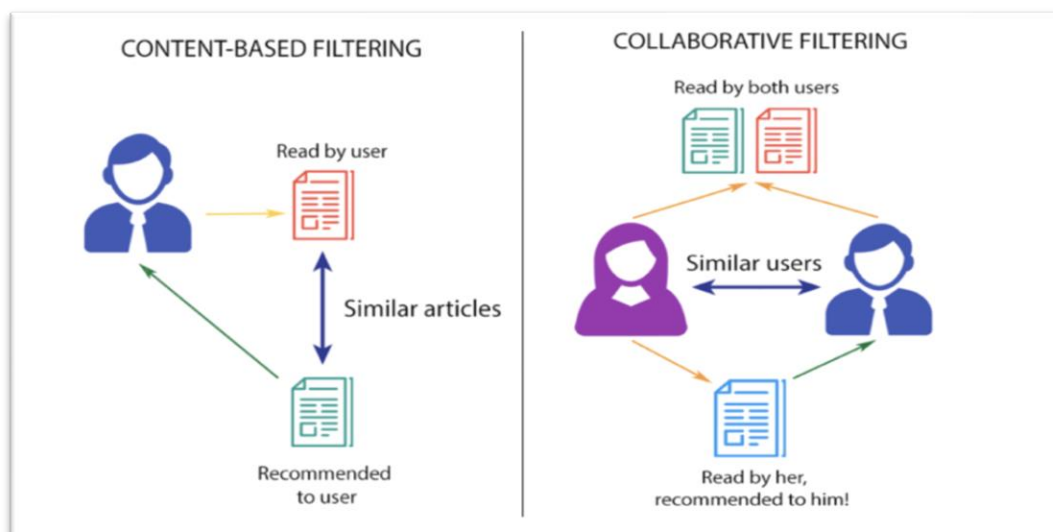 CONTENT-BASED FILTERING
Read by user
Similar articles
Recommended
to user
COLLABORATIVE FILTERING
Read by both users
Similar users
Read by her,
recommended to him!